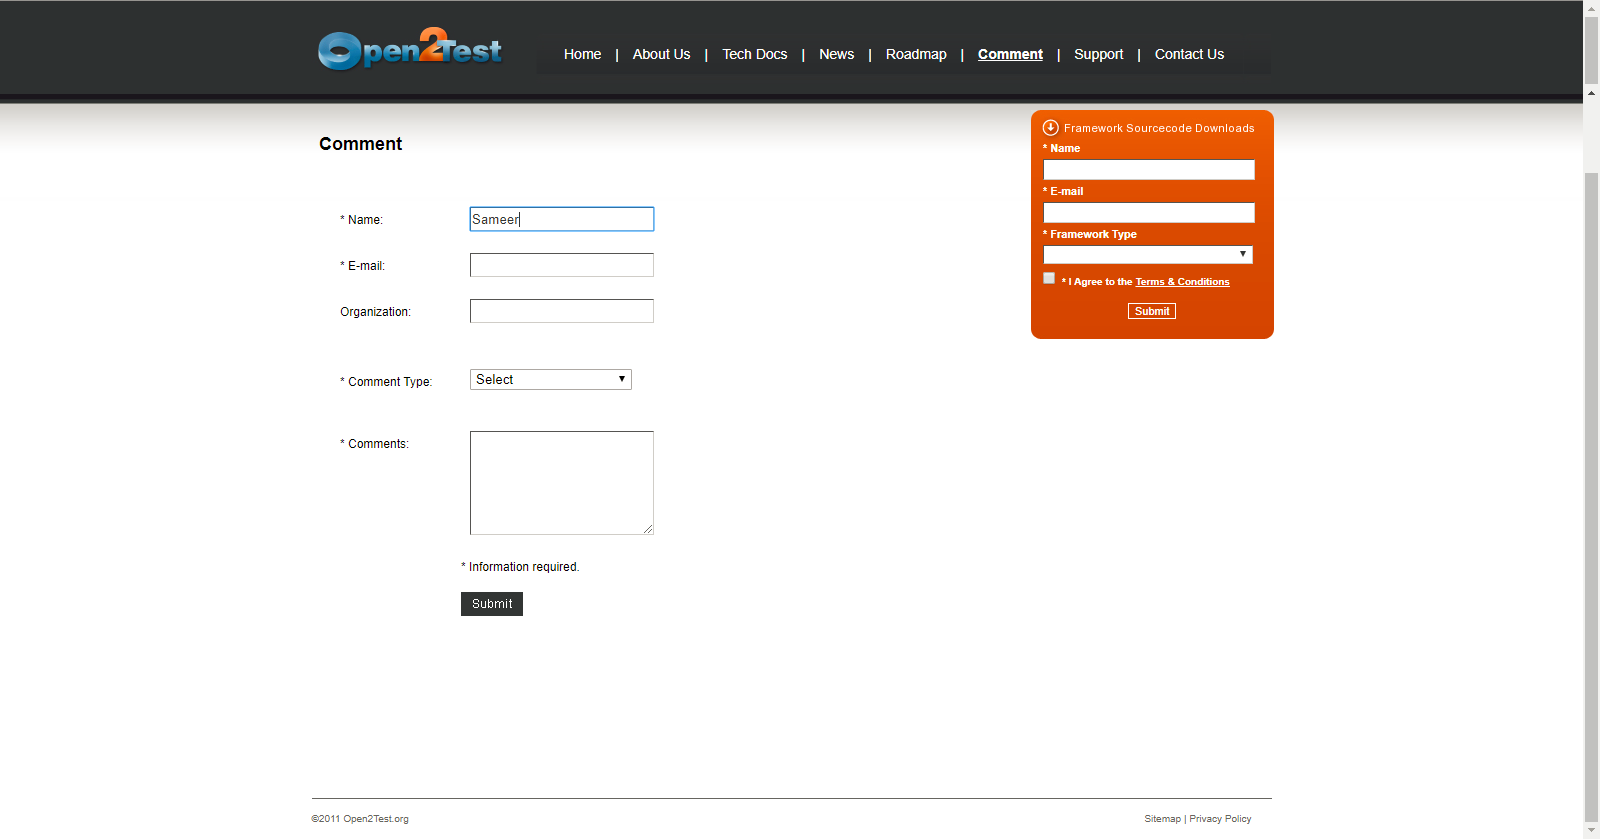 Open2Test
Home | About Us | Tech Docs | News | Roadmap | Comment | Support | Contact Us
Comment
* Name: Sameer
* E-mail:
Organization:
* Comment Type: Select
* Comments:
* Information required.
Submit
Framework Sourcecode Downloads
* Name
* E-mail
* Framework Type
* I Agree to the Terms & Conditions
Submit
©2011 Open2Test.org
Sitemap | Privacy Policy